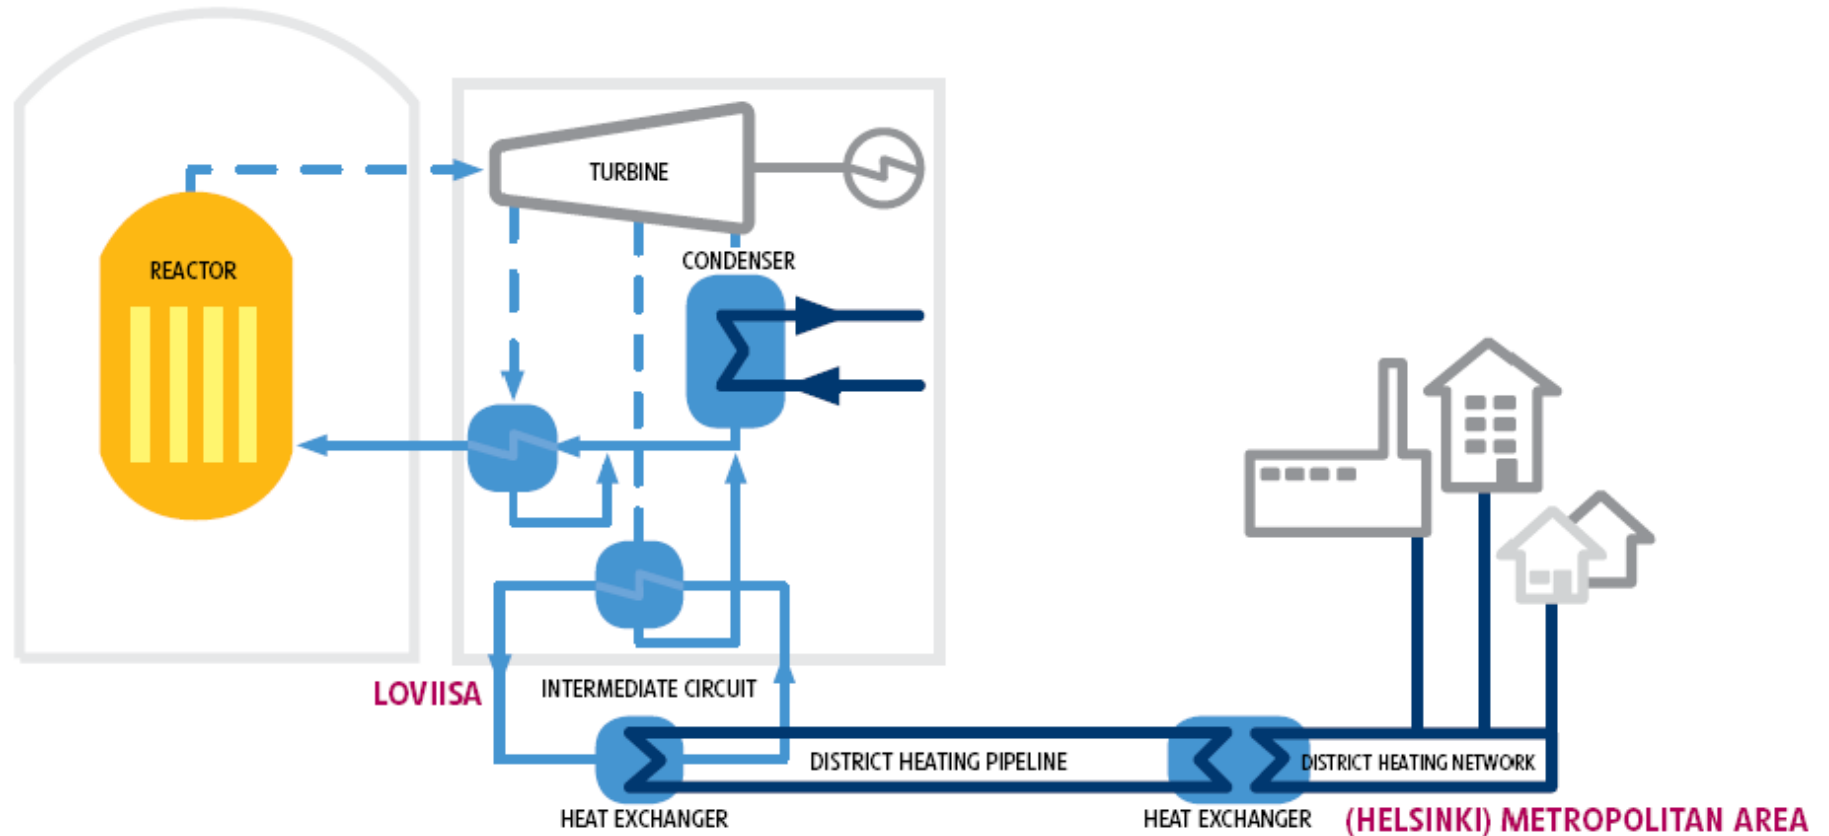 TURBINE
CONDENSER
REACTOR
LOVIISA
INTERMEDIATE CIRCUIT
DISTRICT HEATING PIPELINE
DISTRICT HEATING NETWORK
HEAT EXCHANGER
HEAT EXCHANGER
(HELSINKI) METROPOLITAN AREA